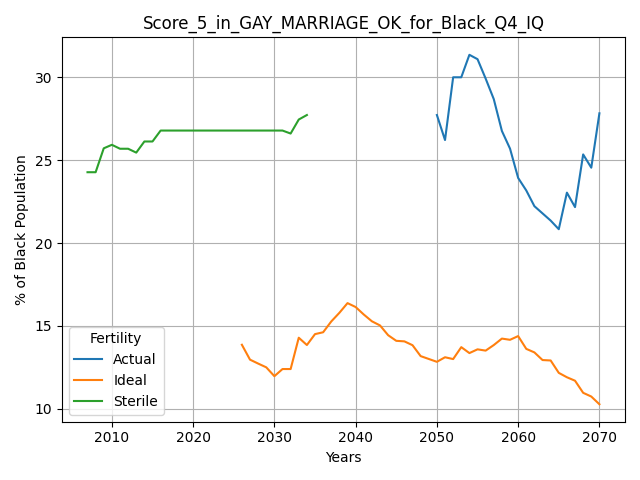 Score_5_in_GAY_MARRIAGE_OK_for_Black_Q4_IQ
% of Black Population
30
25
20
15
10
Fertility
Actual
Ideal
Sterile
2010 2020 2030 2040 2050 2060 2070
Years